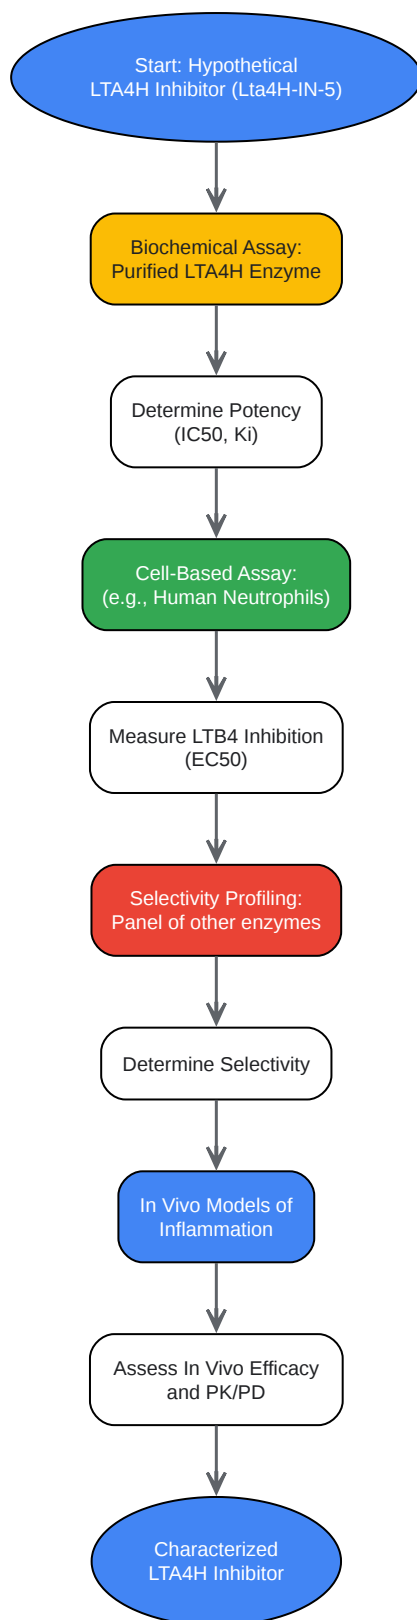 Start: Hypothetical
LTA4H Inhibitor (Lta4H-IN-5)
Biochemical Assay:
Purified LTA4H Enzyme
Determine Potency
(IC50, Ki)
Cell-Based Assay:
(e.g., Human Neutrophils)
Measure LTB4 Inhibition
(EC50)
Selectivity Profiling:
Panel of other enzymes
Determine Selectivity
In Vivo Models of
Inflammation
Assess In Vivo Efficacy
and PK/PD
Characterized
LTA4H Inhibitor